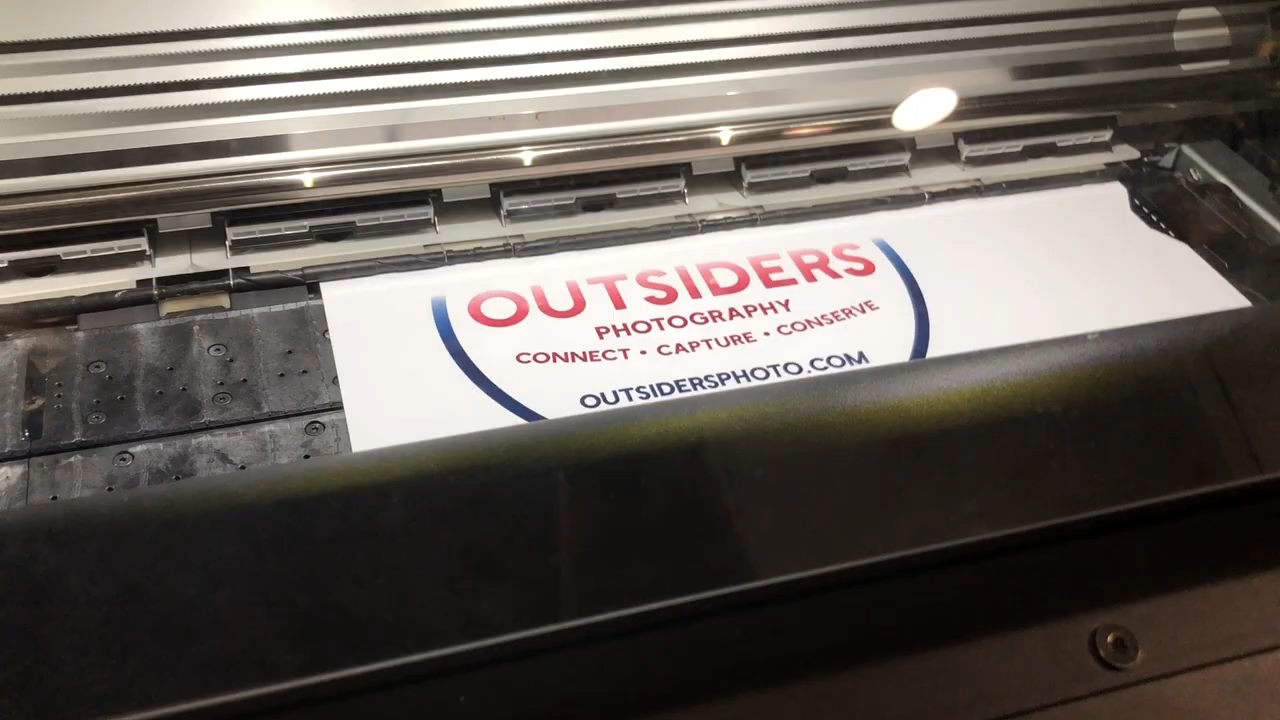 OUTSIDERS
PHOTOGRAPHY
CONNECT • CAPTURE • CONSERVE
OUTSIDERSPHOTO.COM